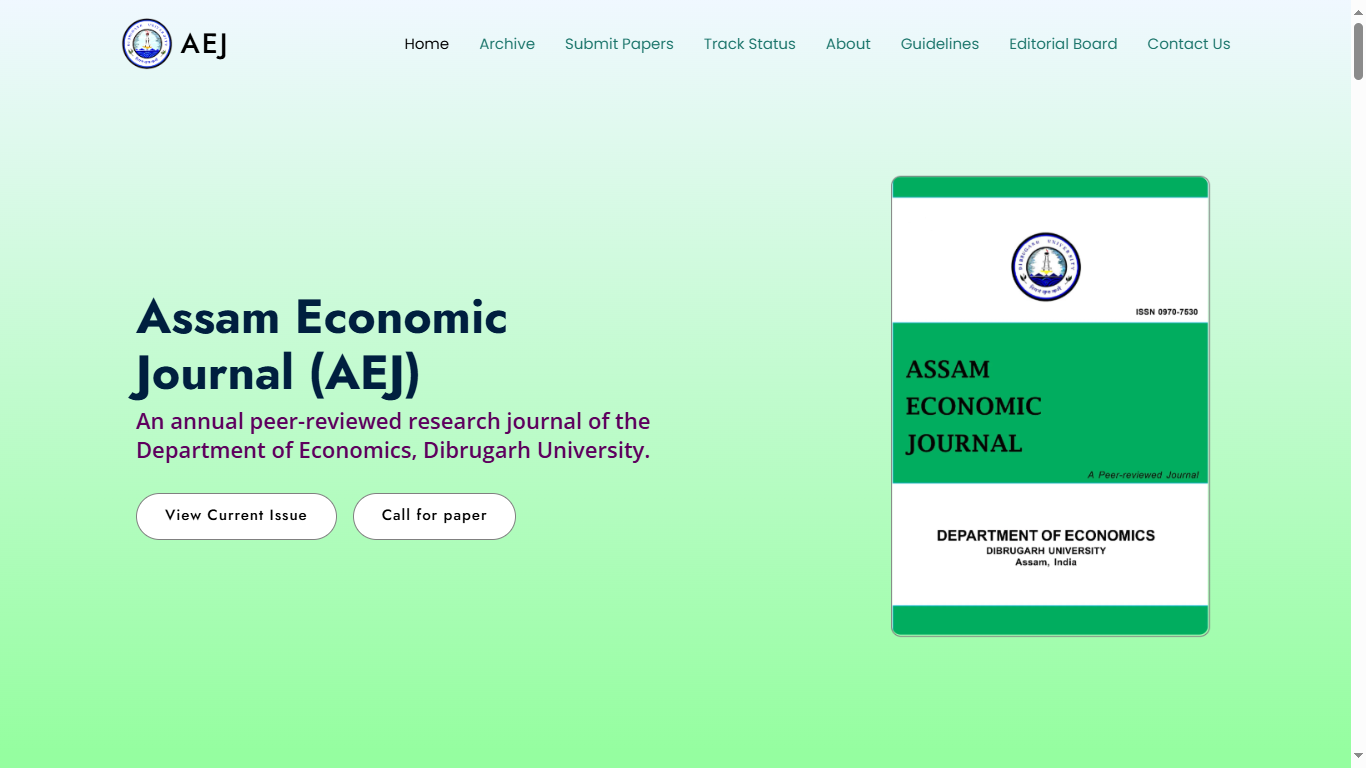 AEJ
Home Archive Submit Papers Track Status About Guidelines Editorial Board Contact Us
Assam Economic
Journal (AEJ)
An annual peer-reviewed research journal of the
Department of Economics, Dibrugarh University.
View Current Issue Call for paper
DIBRUGARH UNIVERSITY
ISSN 0970-7530
ASSAM
ECONOMIC
JOURNAL
A Peer-reviewed Journal
DEPARTMENT OF ECONOMICS
DIBRUGARH UNIVERSITY
Assam, India